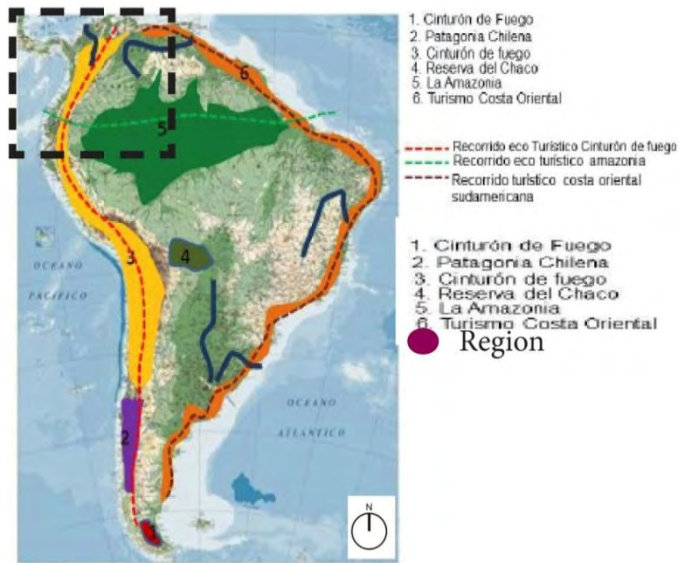 1. Cinturón de Fuego
2. Patagonia Chilena
3. Cinturón de fuego
4. Reserva del Chaco
5. La Amazonia
6. Turismo Costa Oriental
Recorrido eco Turístico Cinturón de fuego
Recorrido eco turístico amazonia
Recorrido turístico costa oriental
sudamericana
1. Cinturón de Fuego
2. Patagonia Chilena
3. Cinturón de fuego
4. Reserva del Chaco
5. La Amazonia
6. Turismo Costa Oriental
Region
6
5
3
4
OCEANO
PACIFICO
OCEANO
ATLANTICO
2
N